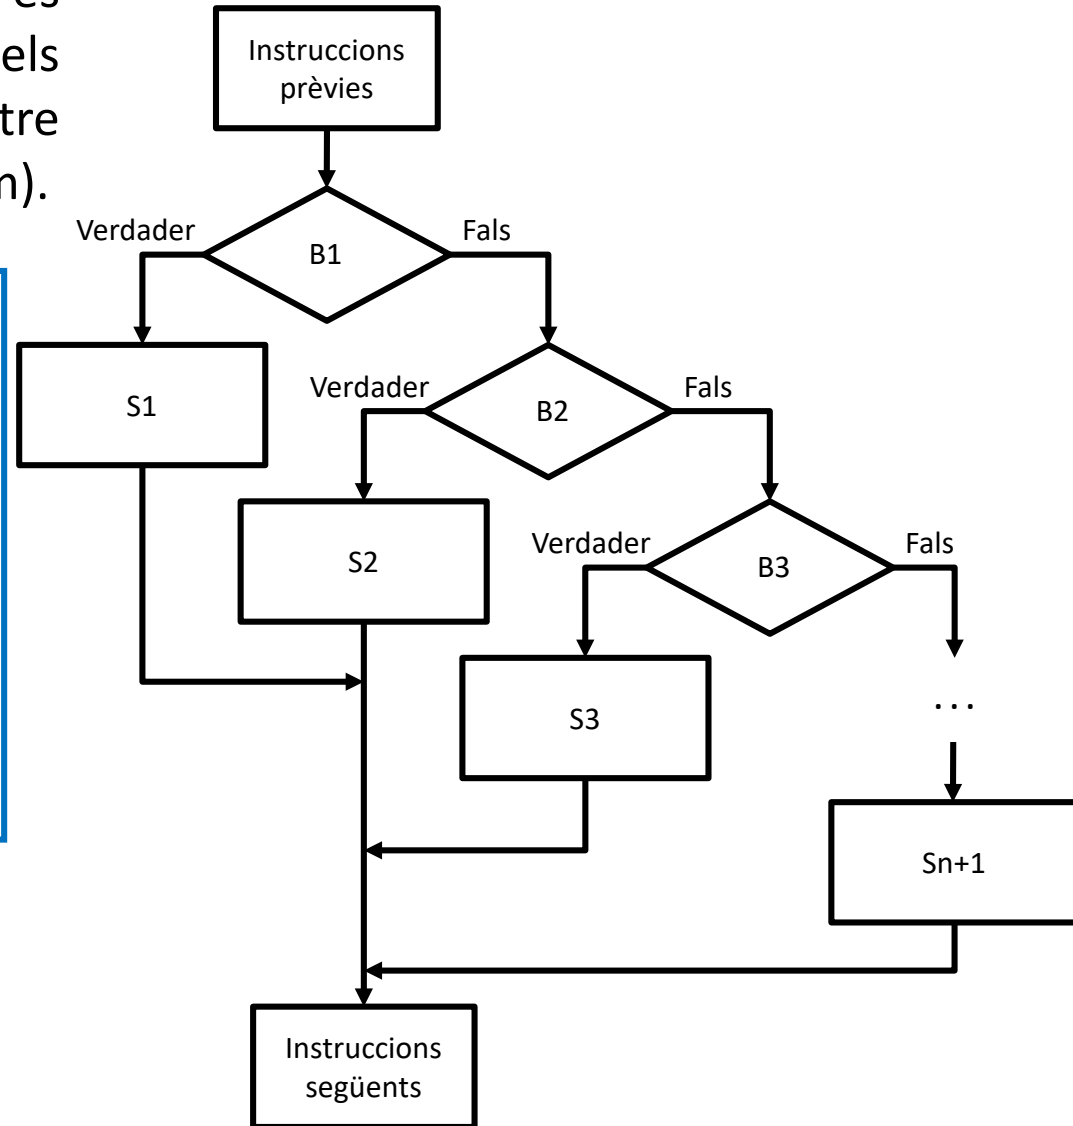 es
els
tre
n).
Instruccions
prèvies
Verdader
Fals
B1
Verdader
Fals
S1
B2
Verdader
Fals
S2
B3
S3
...
Sn+1
Instruccions
següents